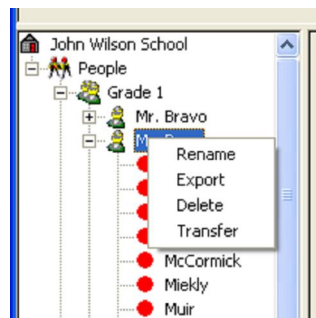 John Wilson School
People
Grade 1
Mr. Bravo
Rename
Export
Delete
Transfer
McCormick
Miekly
Muir